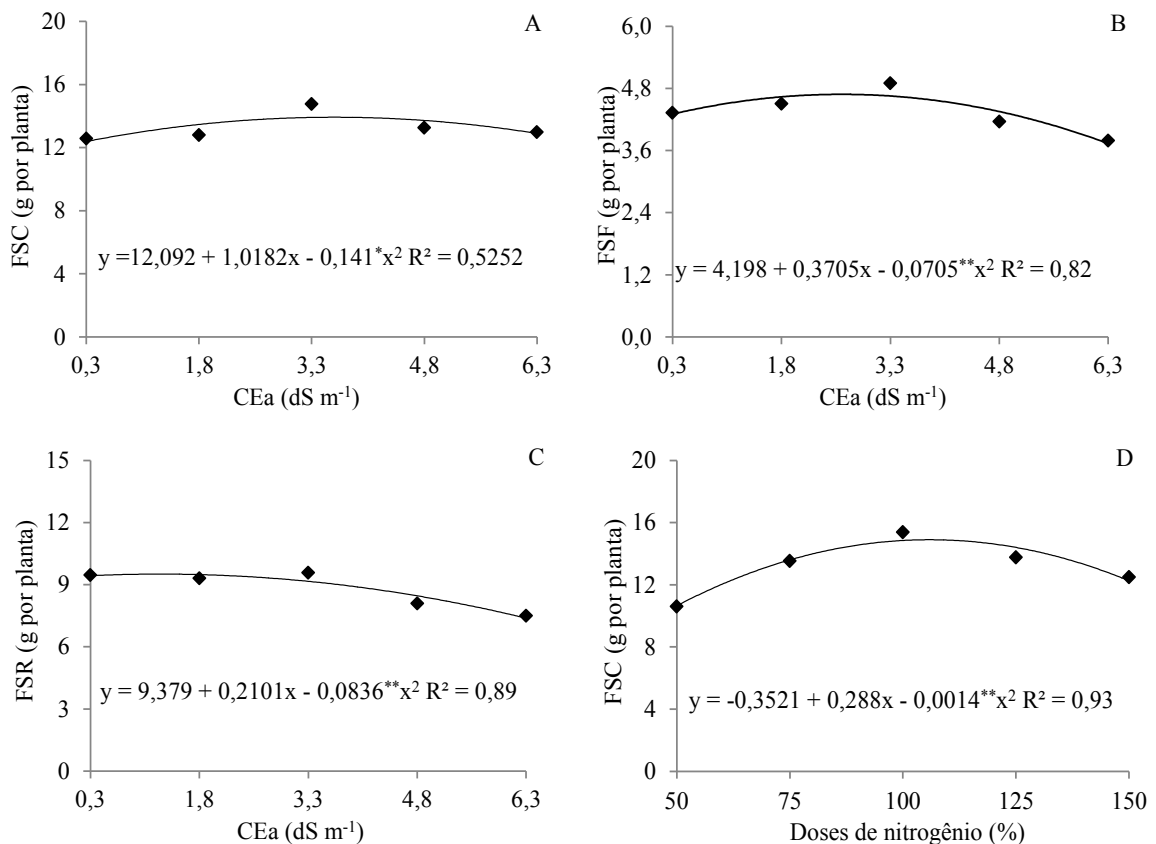 A
20
16
12
8
4
0
FSC (g por planta)
y =12,092 + 1,0182x - 0,141*x² R² = 0,5252
0,3 1,8 3,3 4,8 6,3
CEa (dS m⁻¹)
B
6,0
4,8
3,6
2,4
1,2
0,0
FSF (g por planta)
y = 4,198 + 0,3705x - 0,0705**x² R² = 0,82
0,3 1,8 3,3 4,8 6,3
CEa (dS m⁻¹)
C
15
12
9
6
3
0
FSR (g por planta)
y = 9,379 + 0,2101x - 0,0836**x² R² = 0,89
0,3 1,8 3,3 4,8 6,3
CEa (dS m⁻¹)
D
20
16
12
8
4
0
FSC (g por planta)
y = -0,3521 + 0,288x - 0,0014**x² R² = 0,93
50 75 100 125 150
Doses de nitrogênio (%)